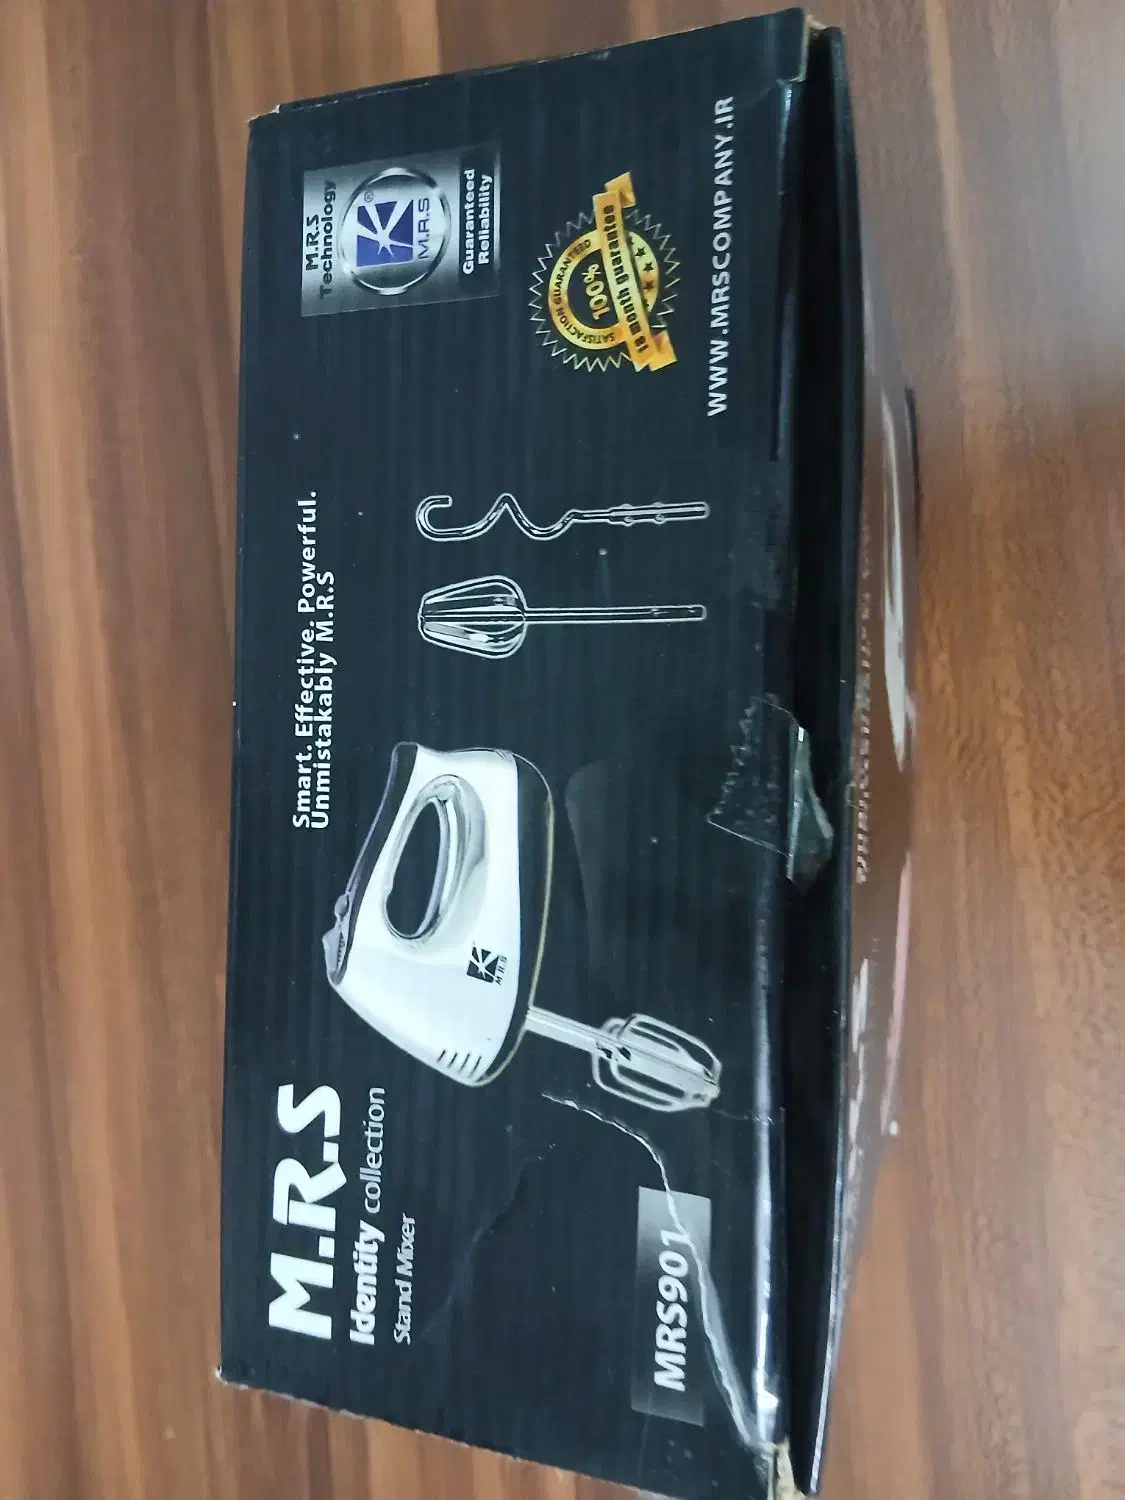 M.R.S
Identity collection
Stand Mixer
Smart. Effective. Powerful.
Unmistakably M.R.S
M.R.S
Technology
M.R.S
Guaranteed
Reliability
M.R.S
SATISFACTION GUARANTEED
100%
18 month guarantee
MRS901
WWW.MRSCOMPANY.IR